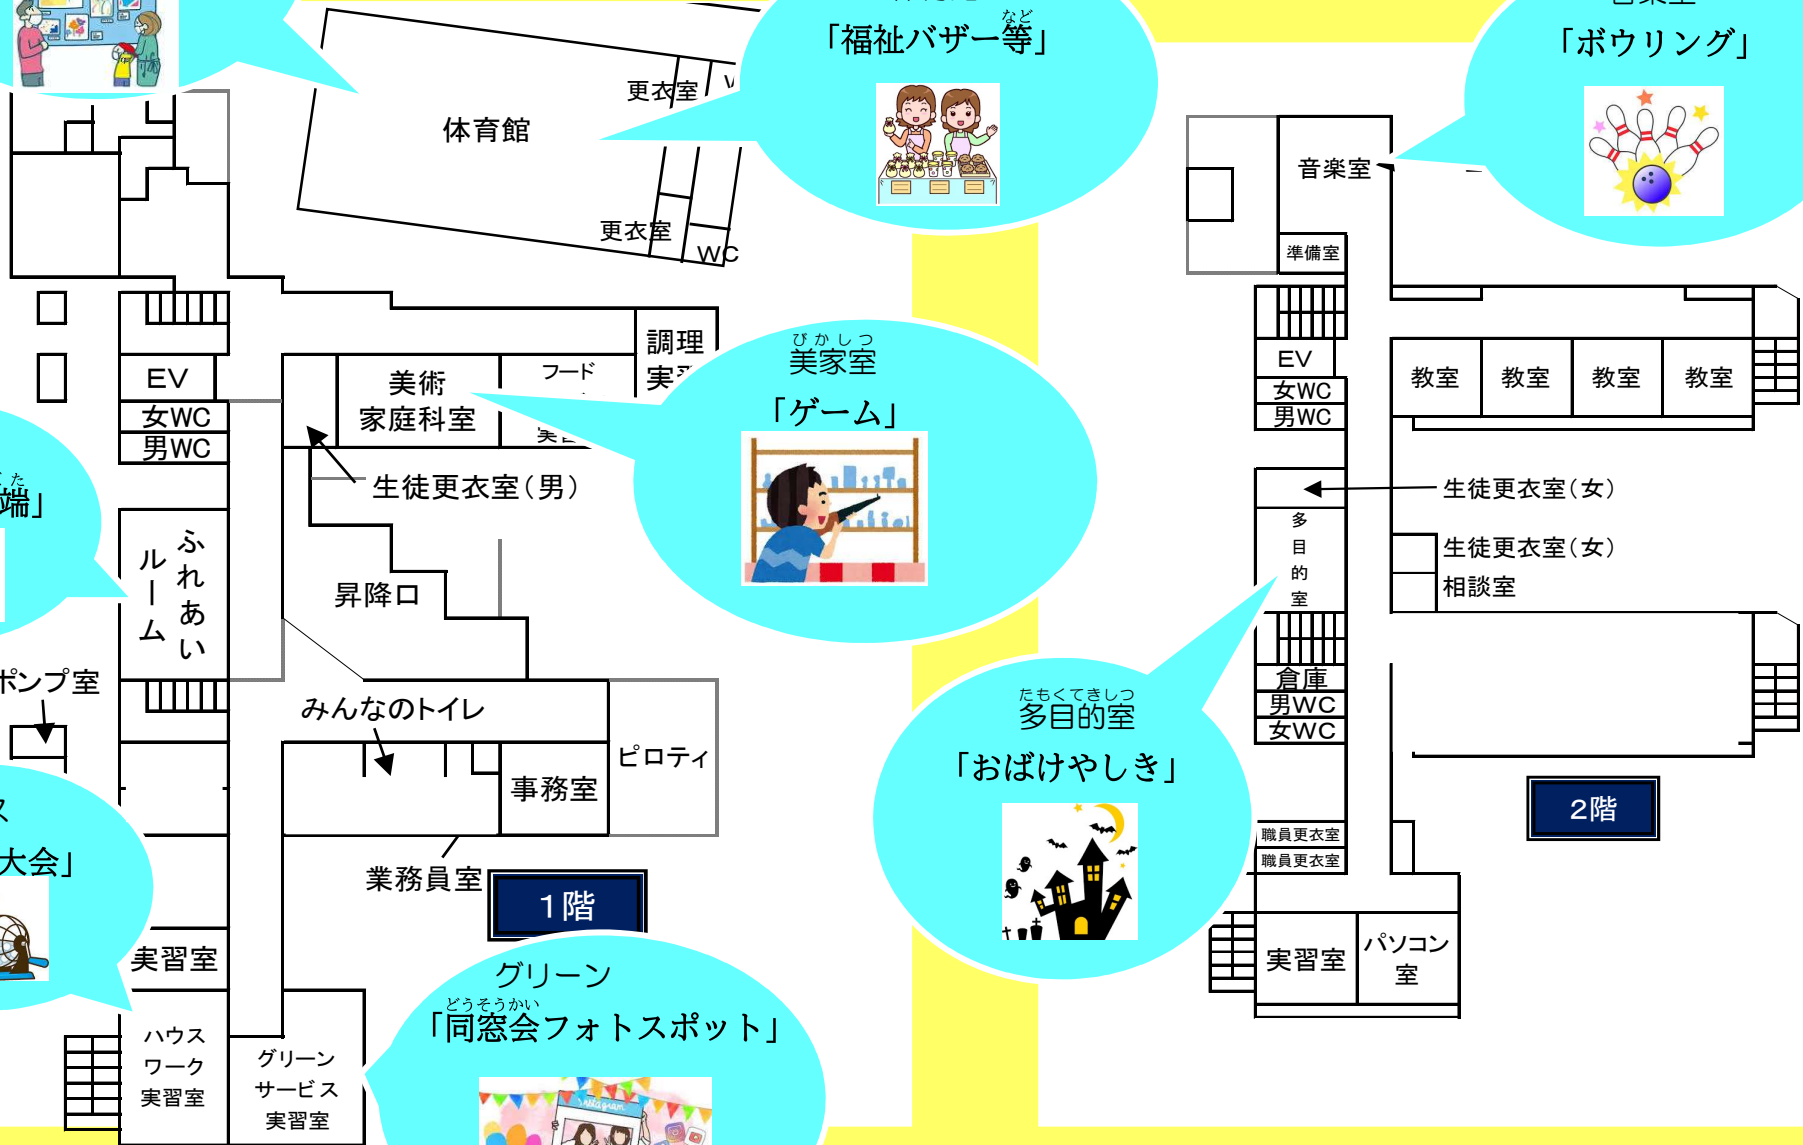 など
「福祉バザー等」
「ボウリング」
更衣室
体育館
更衣室
WC
音楽室
準備室
EV
女WC
男WC
美術
家庭科室
フード
調理
生徒更衣室(男)
びかしつ
美家室
「ゲーム」
EV
女WC
男WC
教室
教室
教室
教室
生徒更衣室(女)
多目的室
生徒更衣室(女)
相談室
た
端」
ふれあい
ルーム
昇降口
ポンプ室
みんなのトイレ
ピロティ
事務室
業務員室
1階
たもくてきしつ
多目的室
「おばけやしき」
倉庫
男WC
女WC
2階
職員更衣室
職員更衣室
実習室
パソコン
室
ス
大会」
実習室
ハウス
ワーク
実習室
グリーン
サービス
実習室
グリーン
どうそうかい
「同窓会フォトスポット」
Instagram